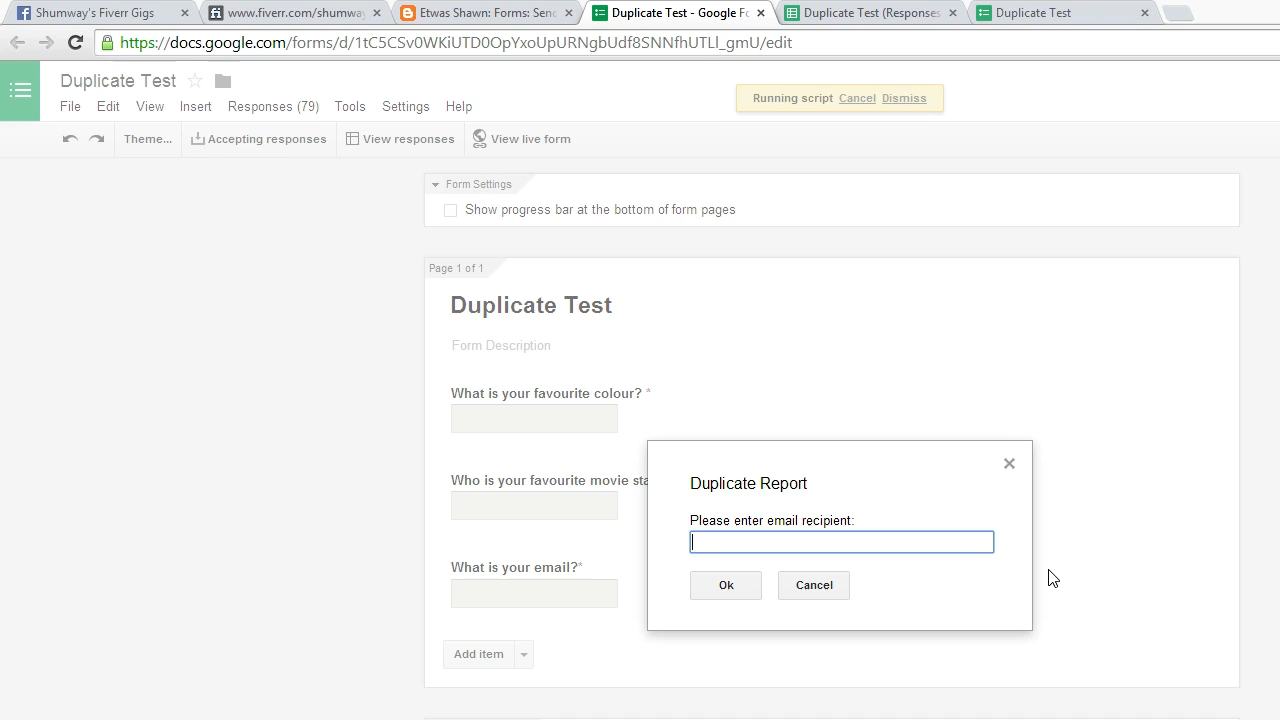 Shumway's Fiverr Gigs
www.fiverr.com/shumway
Etwas Shawn: Forms: Send
Duplicate Test - Google Fo
Duplicate Test (Responses
Duplicate Test
https://docs.google.com/forms/d/1tC5CSv0WKiUTD0OpYxoUpURNgbUdf8SNNfhUTLl_gmU/edit
Duplicate Test
Running script Cancel Dismiss
File Edit View Insert Responses (79) Tools Settings Help
Theme... Accepting responses View responses View live form
Form Settings
Show progress bar at the bottom of form pages
Page 1 of 1
Duplicate Test
Form Description
What is your favourite colour? *
Who is your favourite movie sta
What is your email?*
Add item
Duplicate Report
Please enter email recipient:
Ok Cancel